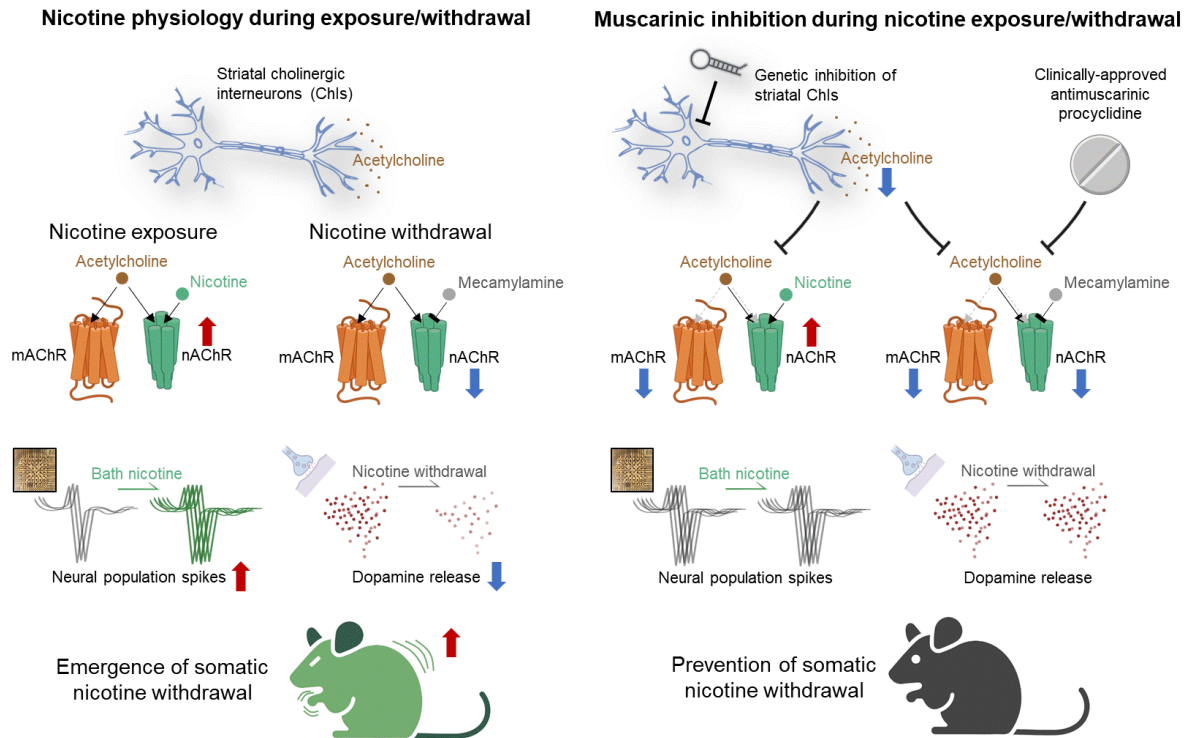 Nicotine physiology during exposure/withdrawal
Striatal cholinergic
interneurons (ChIs)
Acetylcholine
Nicotine exposure
Nicotine withdrawal
Acetylcholine
Nicotine
mAChR
nAChR
Acetylcholine
Mecamylamine
mAChR
nAChR
Bath nicotine
Neural population spikes
Nicotine withdrawal
Dopamine release
Emergence of somatic
nicotine withdrawal
Muscarinic inhibition during nicotine exposure/withdrawal
Genetic inhibition of
striatal ChIs
Clinically-approved
antimuscarinic
procyclidine
Acetylcholine
Acetylcholine
Nicotine
mAChR
nAChR
Acetylcholine
Mecamylamine
mAChR
nAChR
Bath nicotine
Neural population spikes
Nicotine withdrawal
Dopamine release
Prevention of somatic
nicotine withdrawal